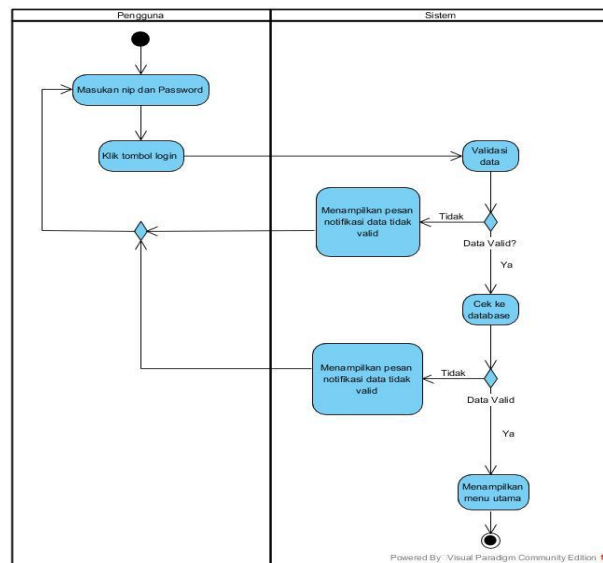 Pengguna
Sistem
Masukan nip dan Password
Klik tombol login
Validasi
data
Menampilkan pesan
notifikasi data tidak
valid
Tidak
Data Valid?
Ya
Cek ke
database
Menampilkan pesan
notifikasi data tidak
valid
Tidak
Data Valid
Ya
Menampilkan
menu utama
Powered By Visual Paradigm Community Edition